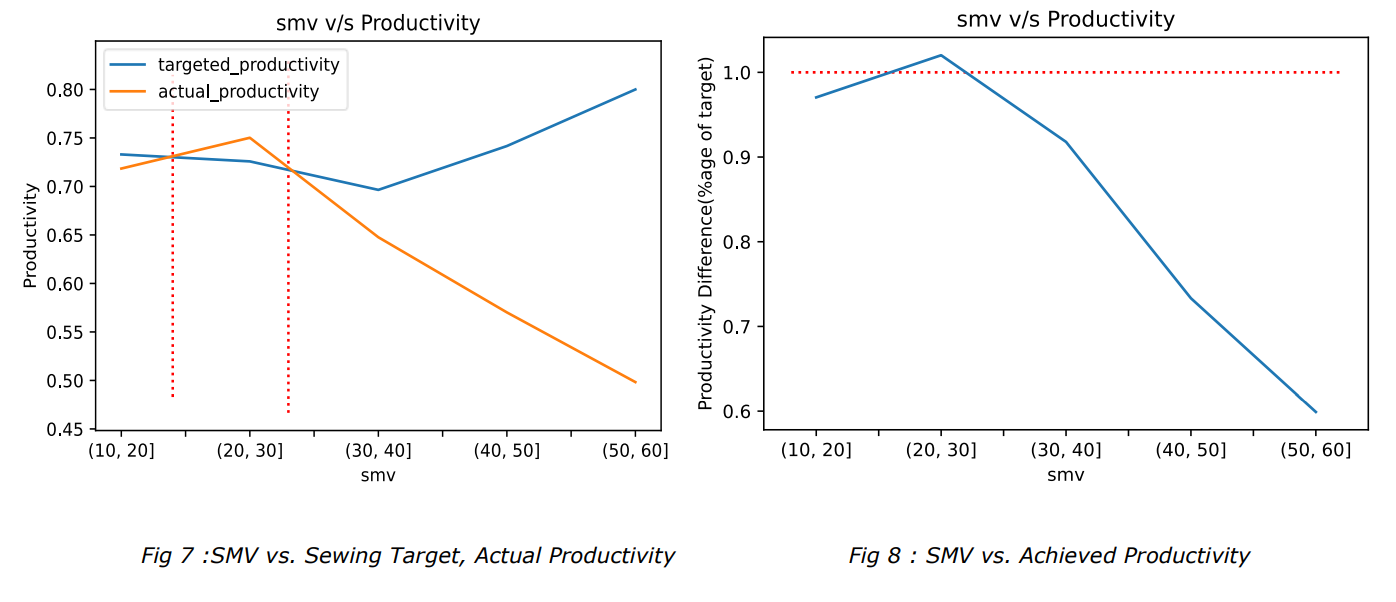 smv v/s Productivity
targeted_productivity
actual_productivity
Productivity
0.80
0.75
0.70
0.65
0.60
0.55
0.50
0.45
(10, 20]
(20, 30]
(30, 40]
(40, 50]
(50, 60]
smv
Fig 7 :SMV vs. Sewing Target, Actual Productivity
smv v/s Productivity
Productivity Difference(%age of target)
1.0
0.9
0.8
0.7
0.6
(10, 20]
(20, 30]
(30, 40]
(40, 50]
(50, 60]
smv
Fig 8 : SMV vs. Achieved Productivity